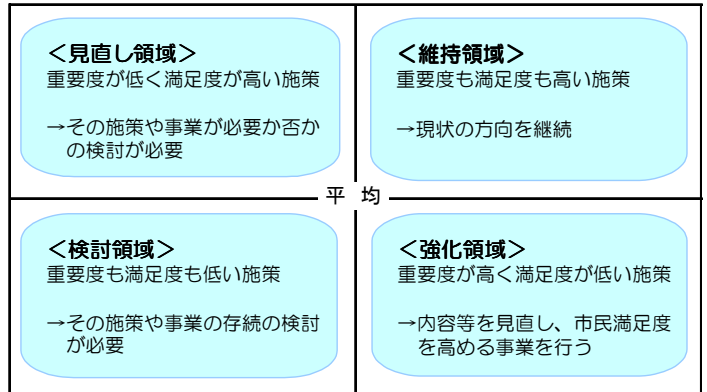 ＜見直し領域＞
重要度が低く満足度が高い施策
→その施策や事業が必要か否か
の検討が必要
＜維持領域＞
重要度も満足度も高い施策
→現状の方向を継続
平 均
＜検討領域＞
重要度も満足度も低い施策
→その施策や事業の存続の検討
が必要
＜強化領域＞
重要度が高く満足度が低い施策
→内容等を見直し、市民満足度
を高める事業を行う